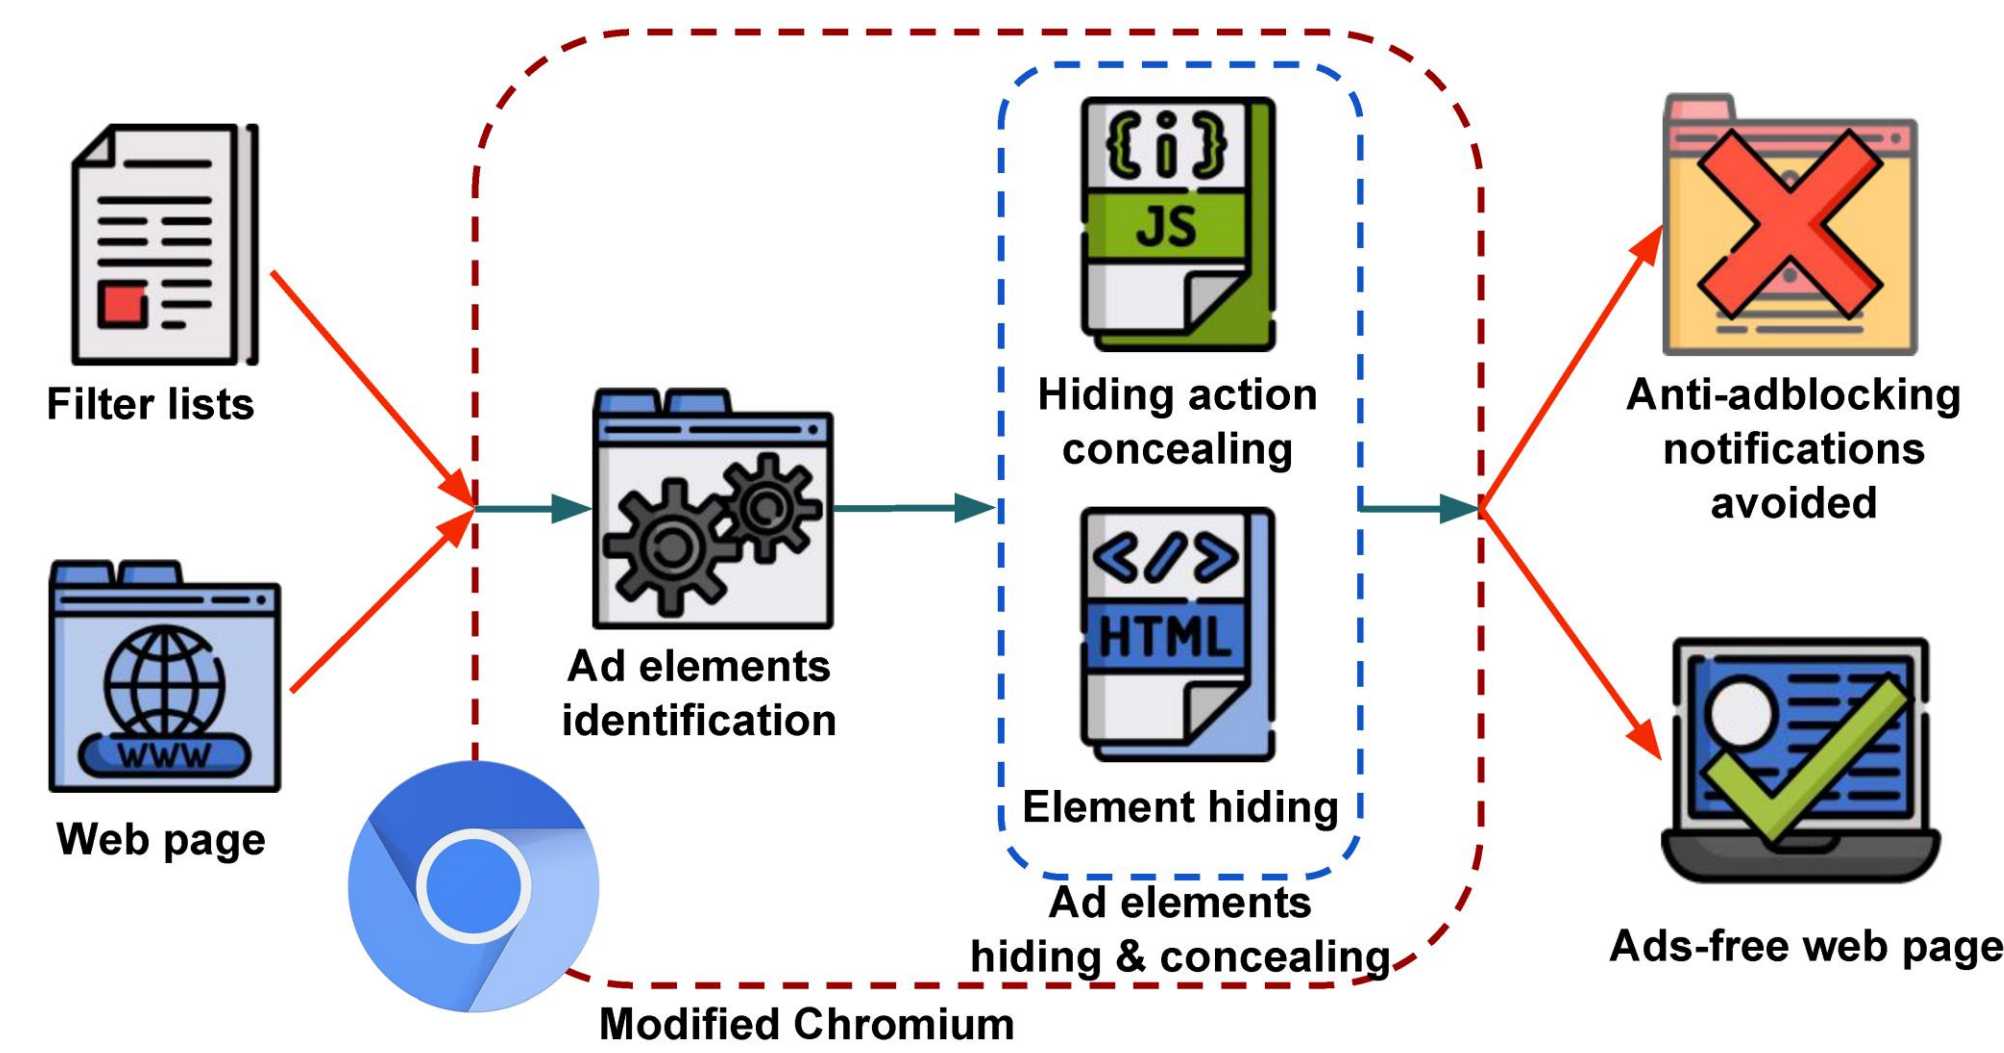 Filter lists
WWW
Web page
Ad elements
identification
{i}
JS
Hiding action
concealing
</>
HTML
Element hiding
Ad elements
hiding & concealing
Modified Chromium
Anti-adblocking
notifications
avoided
Ads-free web page